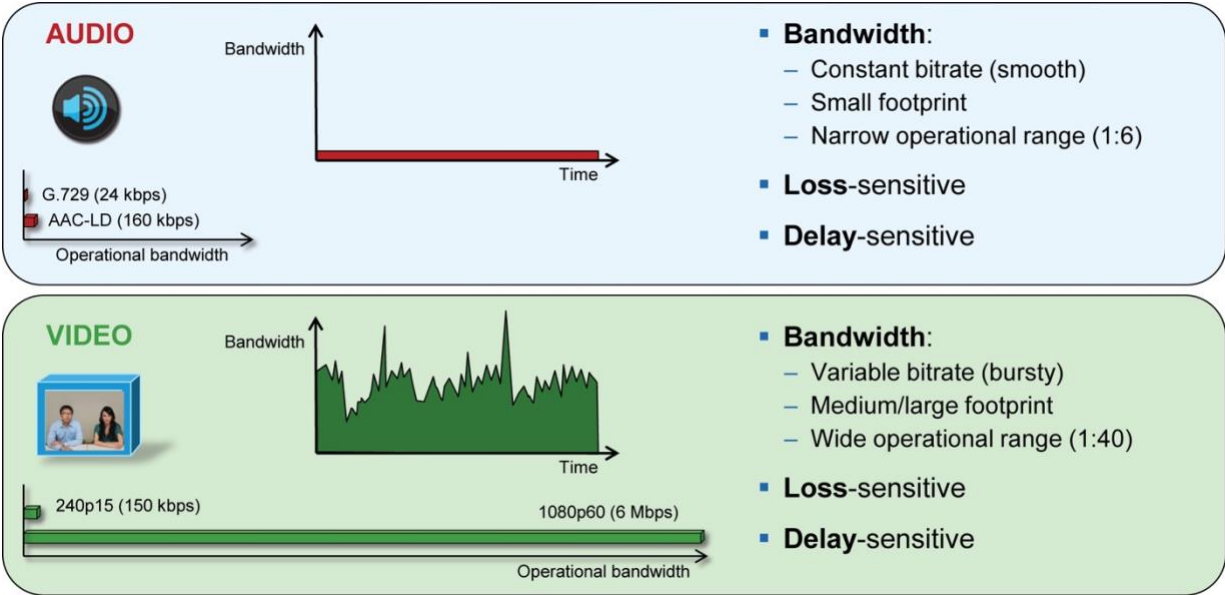 AUDIO
Bandwidth
Time
G.729 (24 kbps)
AAC-LD (160 kbps)
Operational bandwidth
▪ Bandwidth:
– Constant bitrate (smooth)
– Small footprint
– Narrow operational range (1:6)
▪ Loss-sensitive
▪ Delay-sensitive
VIDEO
Bandwidth
Time
240p15 (150 kbps)
1080p60 (6 Mbps)
Operational bandwidth
▪ Bandwidth:
– Variable bitrate (bursty)
– Medium/large footprint
– Wide operational range (1:40)
▪ Loss-sensitive
▪ Delay-sensitive